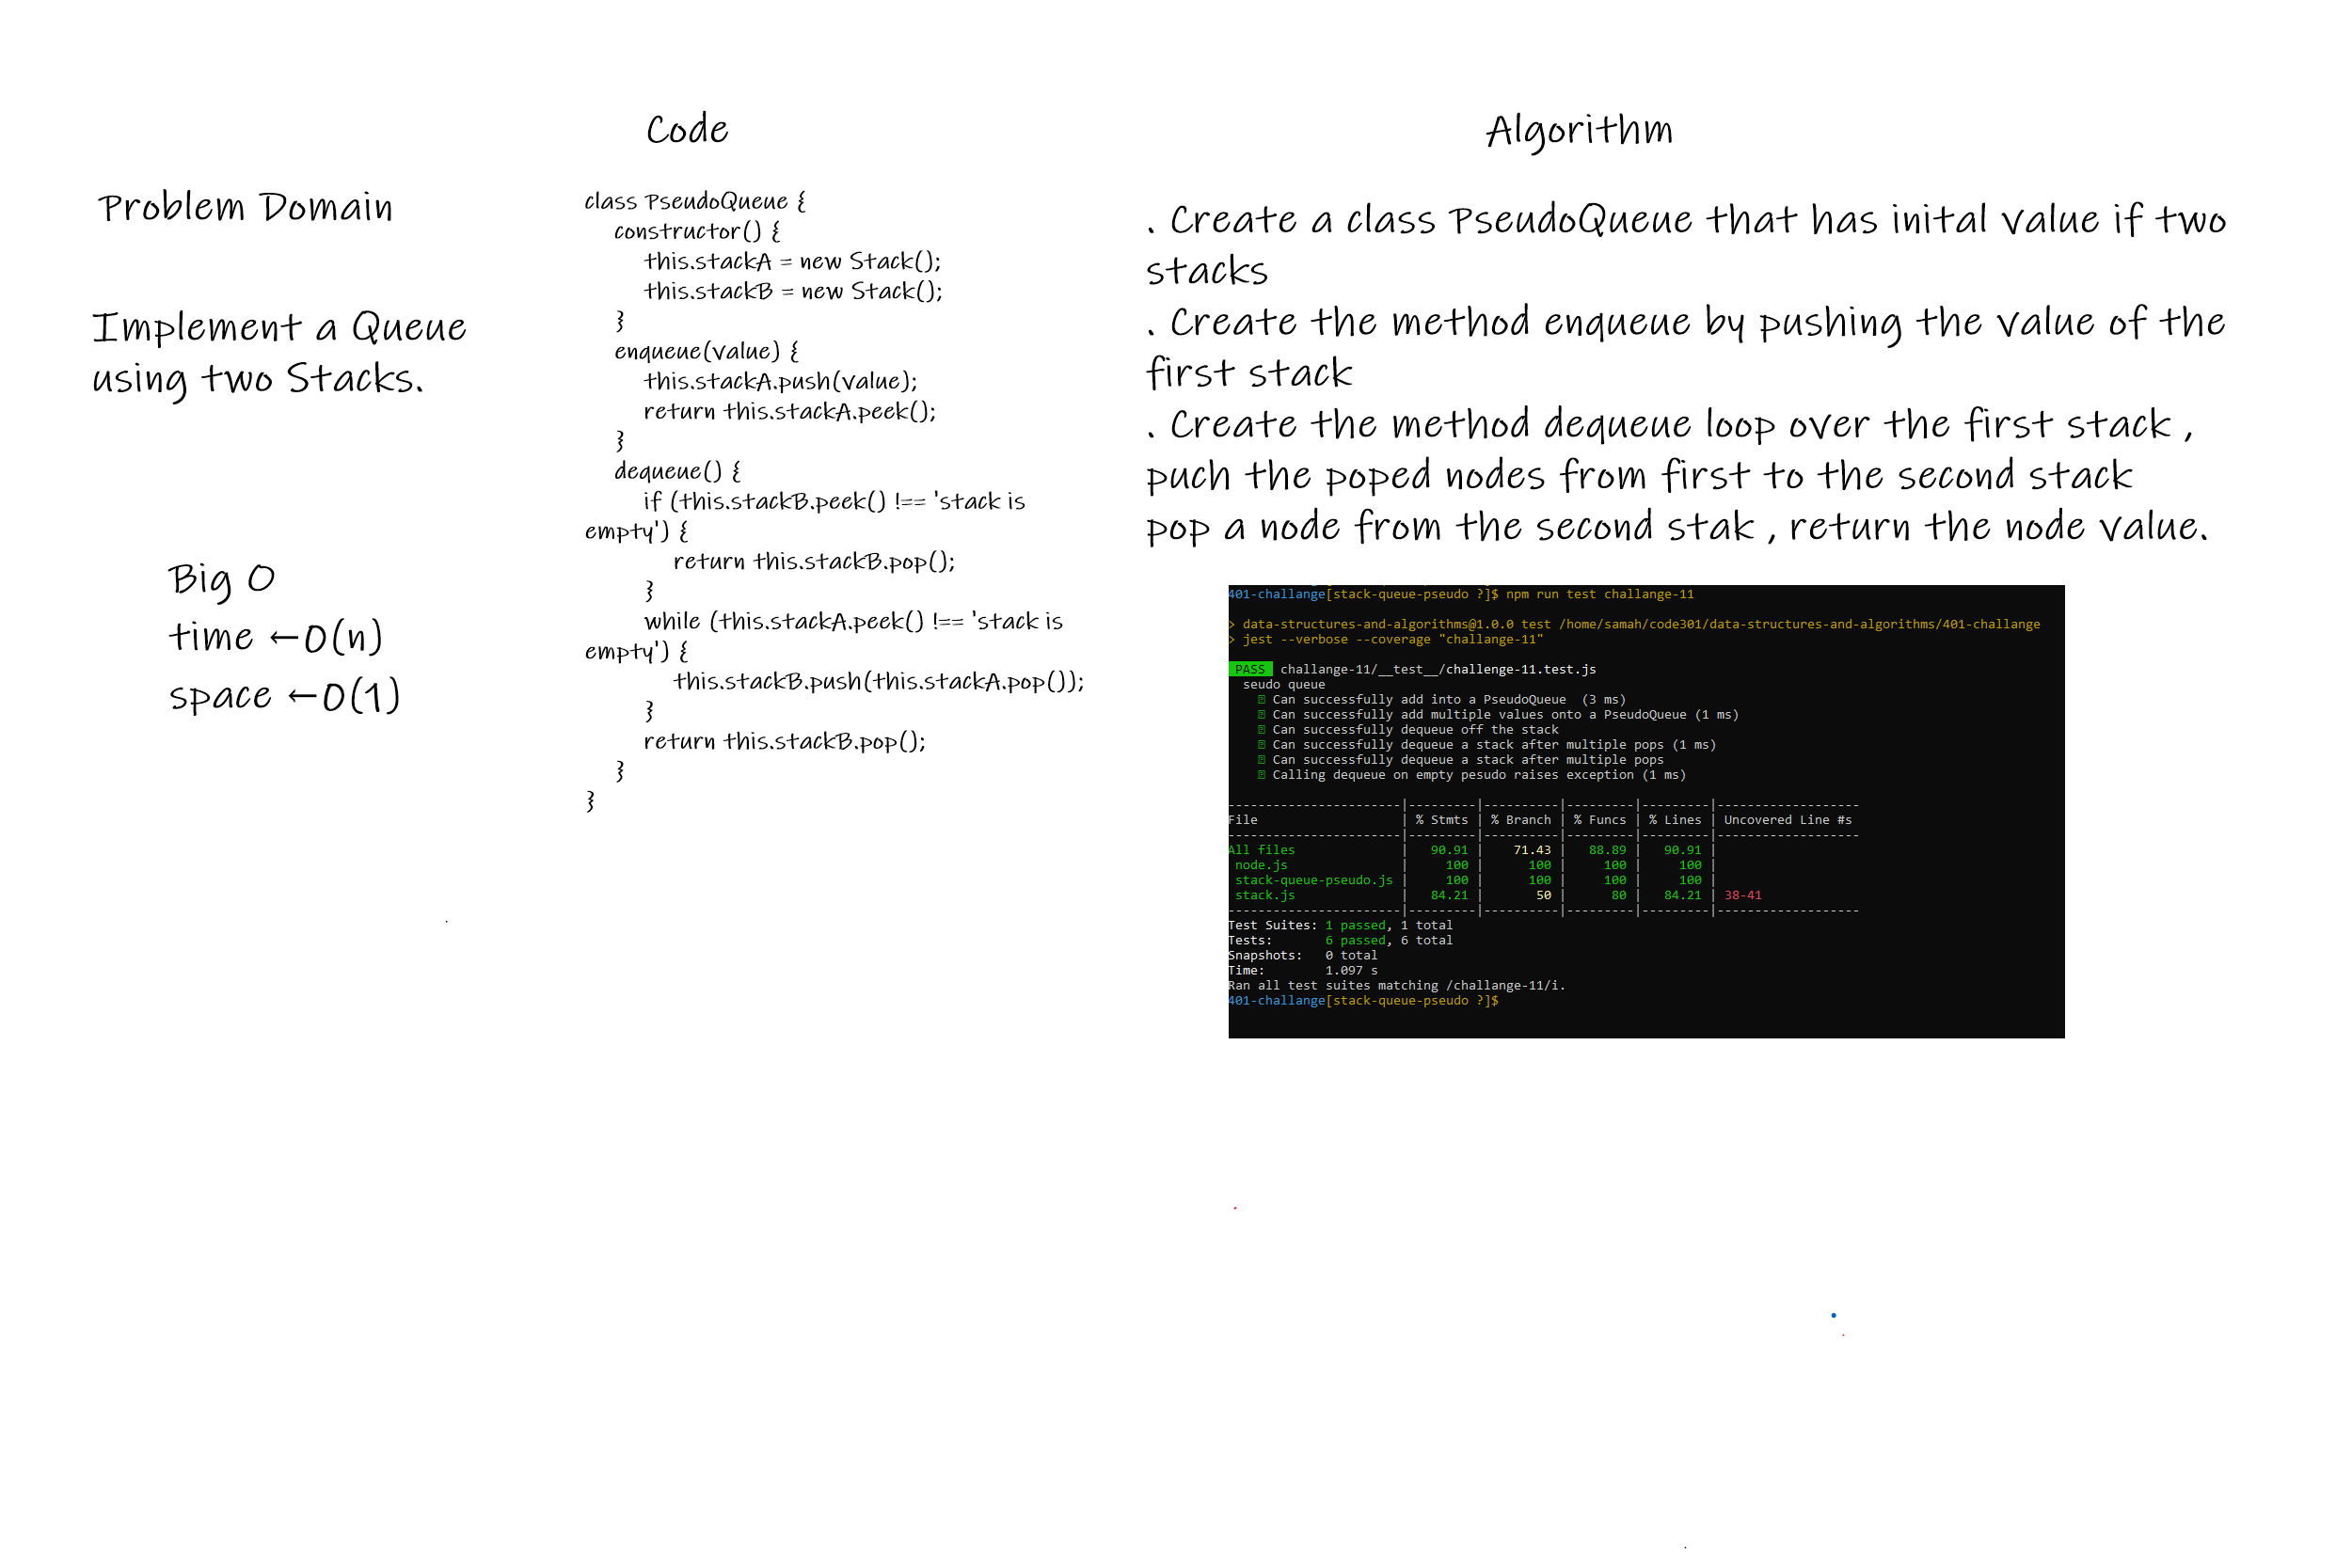 Problem Domain
Implement a Queue
using two Stacks.
Big O
time ←O(n)
space ←O(1)
Code
class PseudoQueue {
constructor() {
this.stackA = new Stack();
this.stackB = new Stack();
}
enqueue(value) {
this.stackA.push(value);
return this.stackA.peek();
}
dequeue() {
if (this.stackB.peek() !== 'stack is
empty') {
return this.stackB.pop();
}
while (this.stackA.peek() !== 'stack is
empty') {
this.stackB.push(this.stackA.pop());
}
return this.stackB.pop();
}
}
Algorithm
. Create a class PseudoQueue that has inital value if two
stacks
. Create the method enqueue by pushing the value of the
first stack
. Create the method dequeue loop over the first stack ,
puch the poped nodes from first to the second stack
pop a node from the second stak , return the node value.
401-challange[stack-queue-pseudo ?]$ npm run test challange-11
> data-structures-and-algorithms@1.0.0 test /home/samah/code301/data-structures-and-algorithms/401-challange
> jest --verbose --coverage "challange-11"
PASS challange-11/__test__/challenge-11.test.js
seudo queue
Can successfully add into a PseudoQueue (3 ms)
Can successfully add multiple values onto a PseudoQueue (1 ms)
Can successfully dequeue off the stack
Can successfully dequeue a stack after multiple pops (1 ms)
Can successfully dequeue a stack after multiple pops
Calling dequeue on empty pesudo raises exception (1 ms)
-----------------------|---------|----------|---------|---------|-------------------
File | % Stmts | % Branch | % Funcs | % Lines | Uncovered Line #s
-----------------------|---------|----------|---------|---------|-------------------
All files | 90.91 | 71.43 | 88.89 | 90.91 |
node.js | 100 | 100 | 100 | 100 |
stack-queue-pseudo.js | 100 | 100 | 100 | 100 |
stack.js | 84.21 | 50 | 80 | 84.21 | 38-41
-----------------------|---------|----------|---------|---------|-------------------
Test Suites: 1 passed, 1 total
Tests: 6 passed, 6 total
Snapshots: 0 total
Time: 1.097 s
Ran all test suites matching /challange-11/i.
401-challange[stack-queue-pseudo ?]$